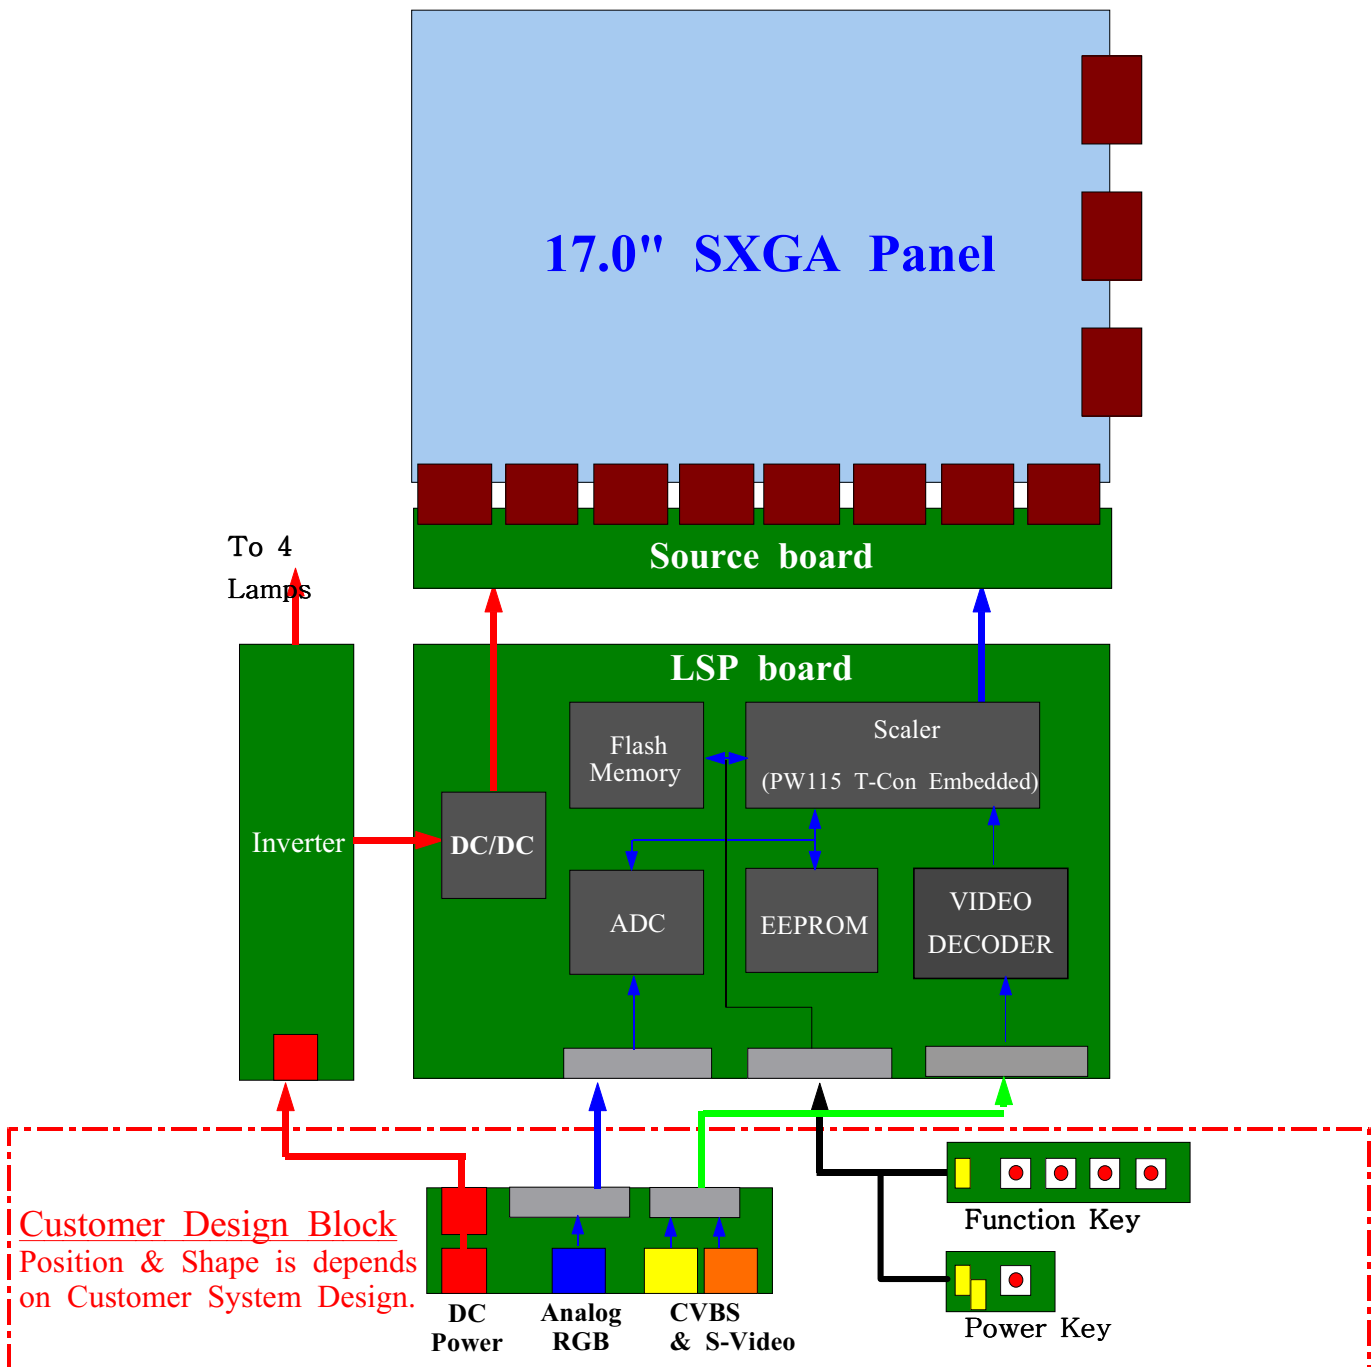 17.0" SXGA Panel
Source board
To 4
Lamps
LSP board
Flash
Memory
Scaler
(PW115 T-Con Embedded)
Inverter
DC/DC
ADC
EEPROM
VIDEO
DECODER
Customer Design Block
Position & Shape is depends
on Customer System Design.
DC
Power
Analog
RGB
CVBS
& S-Video
Function Key
Power Key